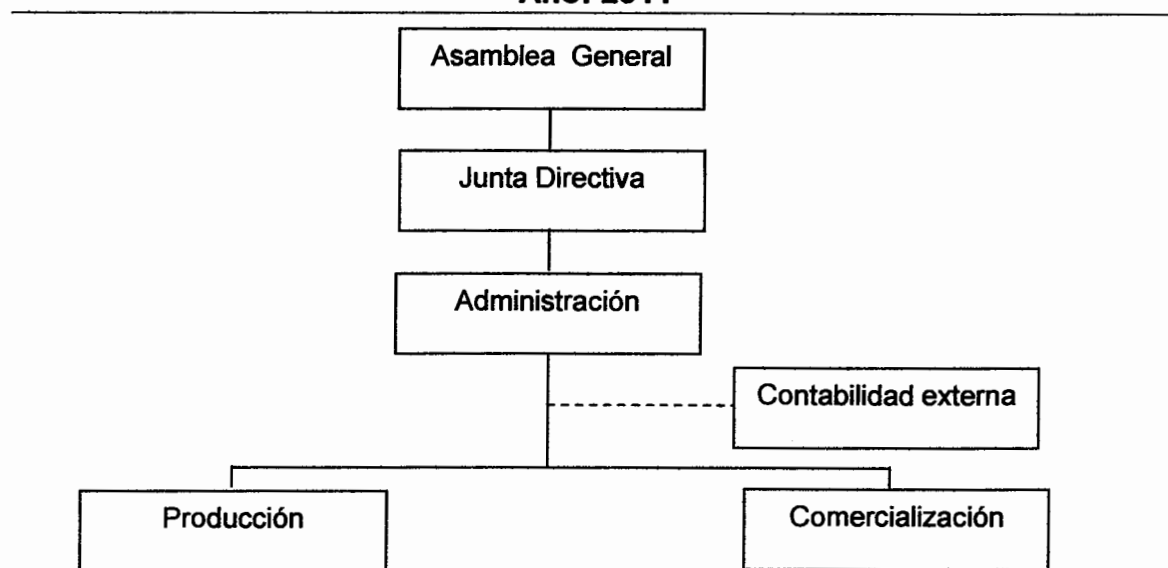 Asamblea General
Junta Directiva
Administración
Contabilidad externa
Producción
Comercialización